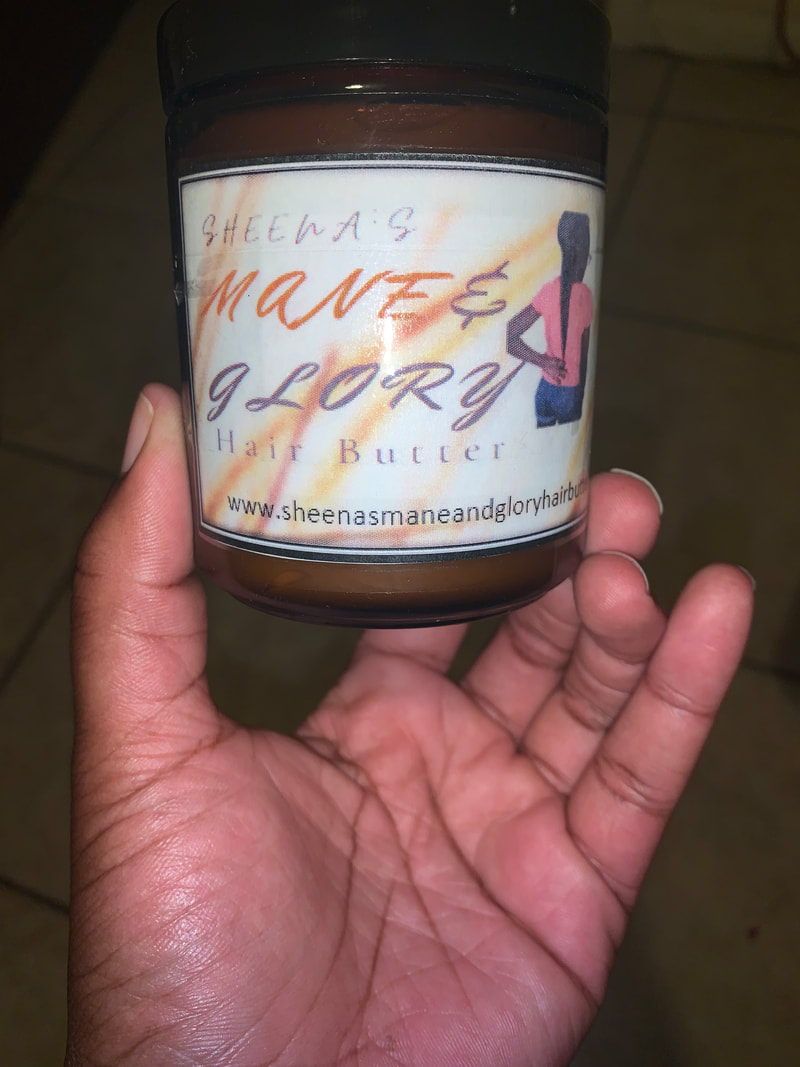 SHEENA'S
MANE &
GLORY
Hair Butter
www.sheenasmaneandgloryhairbu